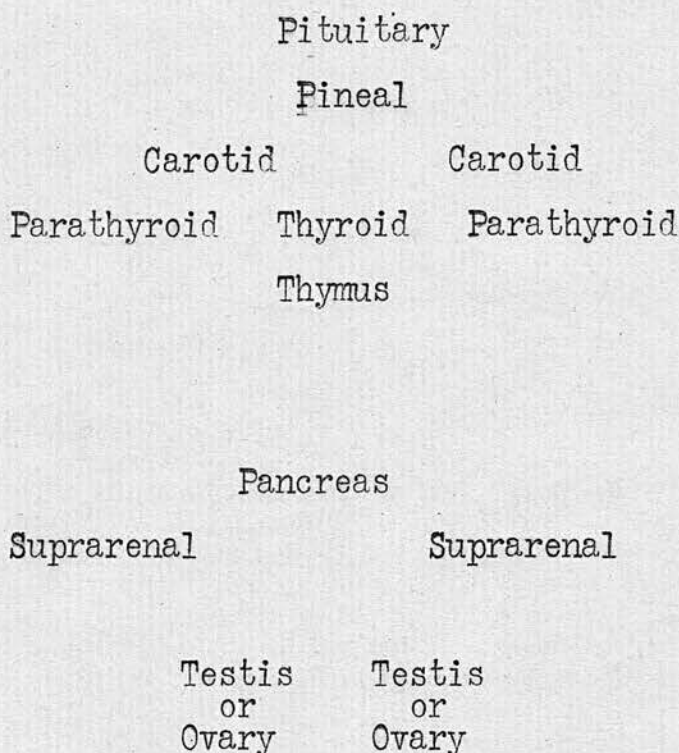 Pituitary
Pineal
Carotid Carotid
Parathyroid Thyroid Parathyroid
Thymus
Pancreas
Suprarenal Suprarenal
Testis Testis
or or
Ovary Ovary